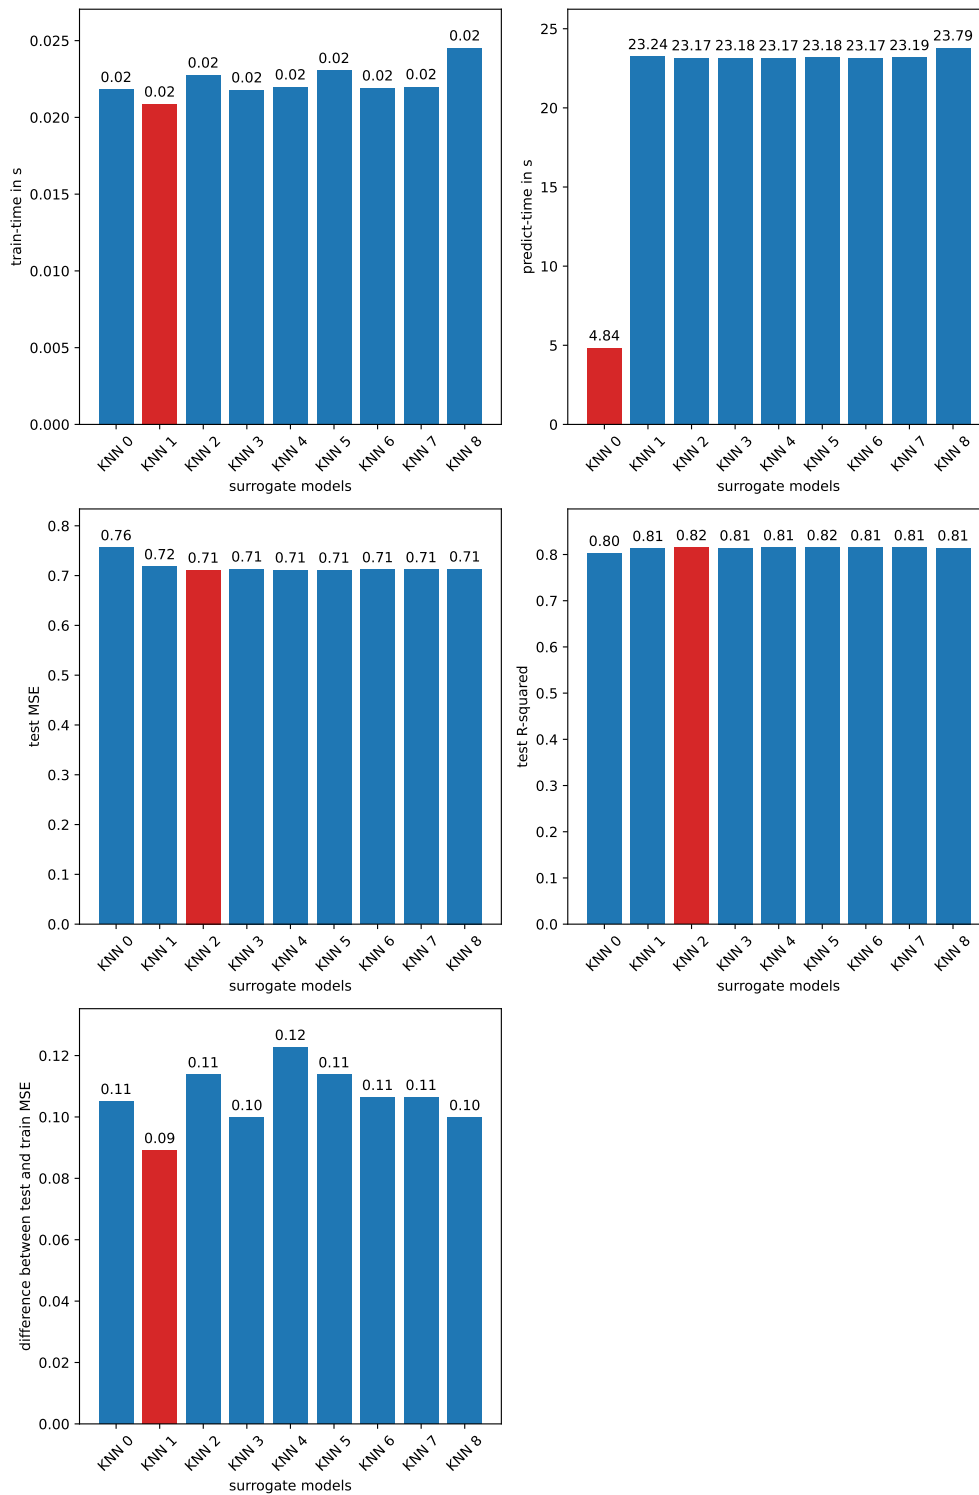 train-time in s
0.025
0.020
0.015
0.010
0.005
0.000
0.02 0.02 0.02 0.02 0.02 0.02 0.02 0.02 0.02
KNN 0 KNN 1 KNN 2 KNN 3 KNN 4 KNN 5 KNN 6 KNN 7 KNN 8
surrogate models
predict-time in s
25
20
15
10
5
0
4.84 23.24 23.17 23.18 23.17 23.18 23.17 23.19 23.79
KNN 0 KNN 1 KNN 2 KNN 3 KNN 4 KNN 5 KNN 6 KNN 7 KNN 8
surrogate models
test MSE
0.8
0.7
0.6
0.5
0.4
0.3
0.2
0.1
0.0
0.76 0.72 0.71 0.71 0.71 0.71 0.71 0.71 0.71
KNN 0 KNN 1 KNN 2 KNN 3 KNN 4 KNN 5 KNN 6 KNN 7 KNN 8
surrogate models
test R-squared
0.8
0.7
0.6
0.5
0.4
0.3
0.2
0.1
0.0
0.80 0.81 0.82 0.81 0.81 0.82 0.81 0.81 0.81
KNN 0 KNN 1 KNN 2 KNN 3 KNN 4 KNN 5 KNN 6 KNN 7 KNN 8
surrogate models
difference between test and train MSE
0.12
0.10
0.08
0.06
0.04
0.02
0.00
0.11 0.09 0.11 0.10 0.12 0.11 0.11 0.11 0.10
KNN 0 KNN 1 KNN 2 KNN 3 KNN 4 KNN 5 KNN 6 KNN 7 KNN 8
surrogate models